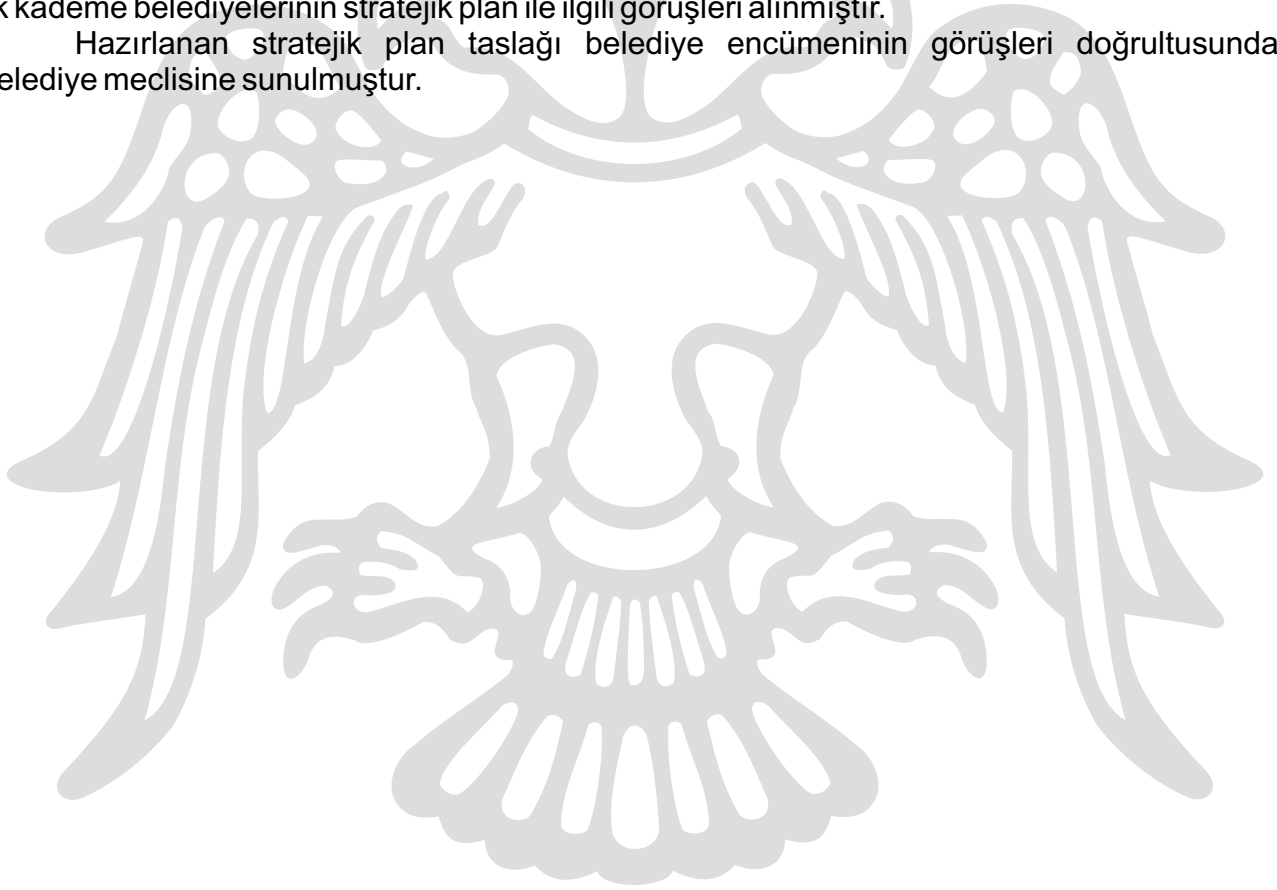 k kademe belediyelerinin stratejik plan ile ilgili görüşleri alınmıştır.
Hazırlanan stratejik plan taslağı belediye encümeninin görüşleri doğrultusunda
elediye meclisine sunulmuştur.